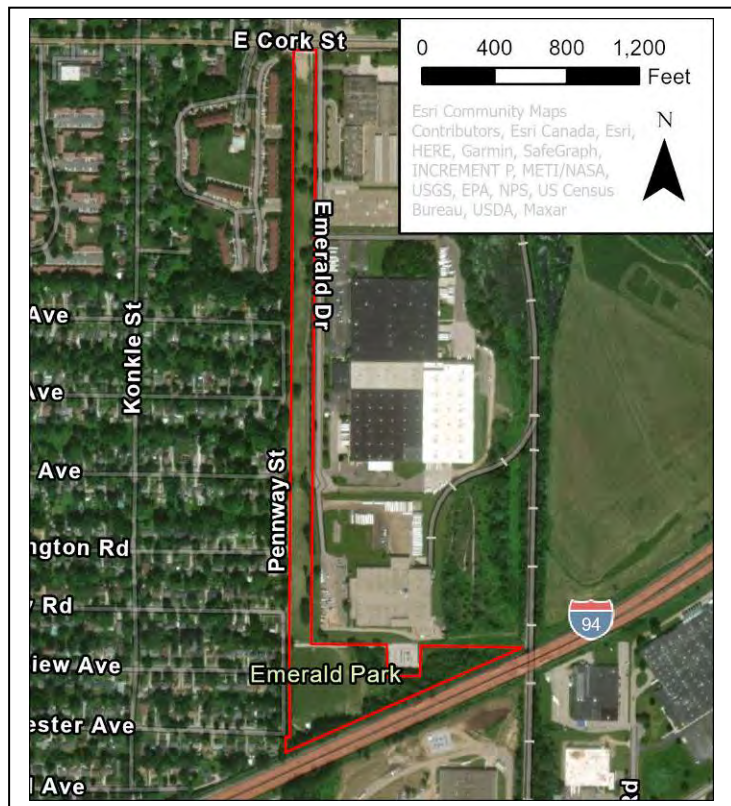 E Cork St
0 400 800 1,200
Feet
Esri Community Maps
Contributors, Esri Canada, Esri,
HERE, Garmin, SafeGraph,
INCREMENT P, METI/NASA,
USGS, EPA, NPS, US Census
Bureau, USDA, Maxar
N
Emerald Dr
Konkle St
Ave
Ave
Ave
Pennway St
ngton Rd
Rd
94
iew Ave
Emerald Park
ester Ave
Ave
Rd